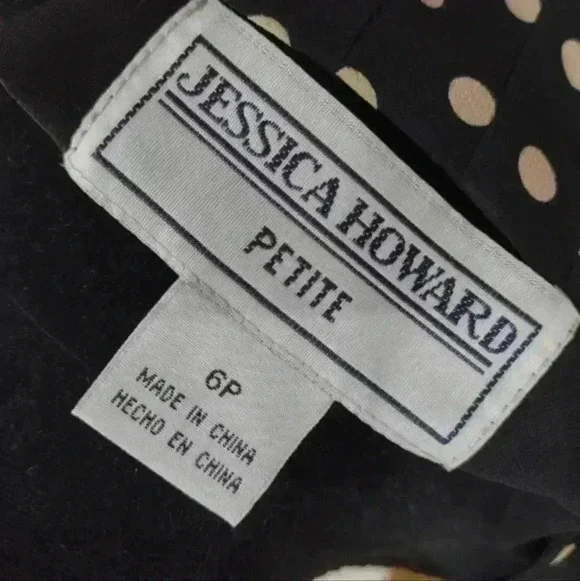 JESSICA HOWARD
PETITE
6P
MADE IN CHINA
HECHO EN CHINA